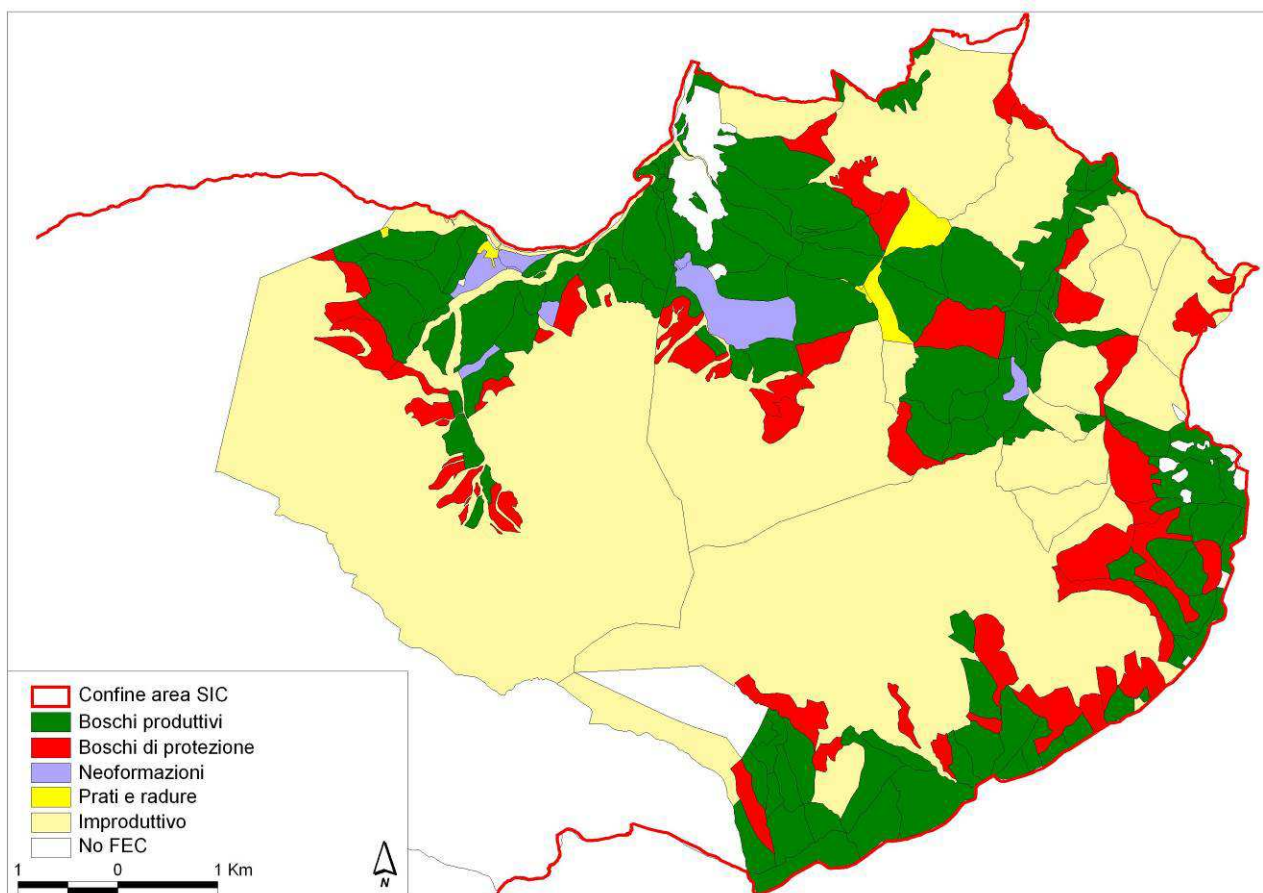 Confine area SIC
Boschi produttivi
Boschi di protezione
Neoformazioni
Prati e radure
Improduttivo
No FEC
1 0 1 Km
N